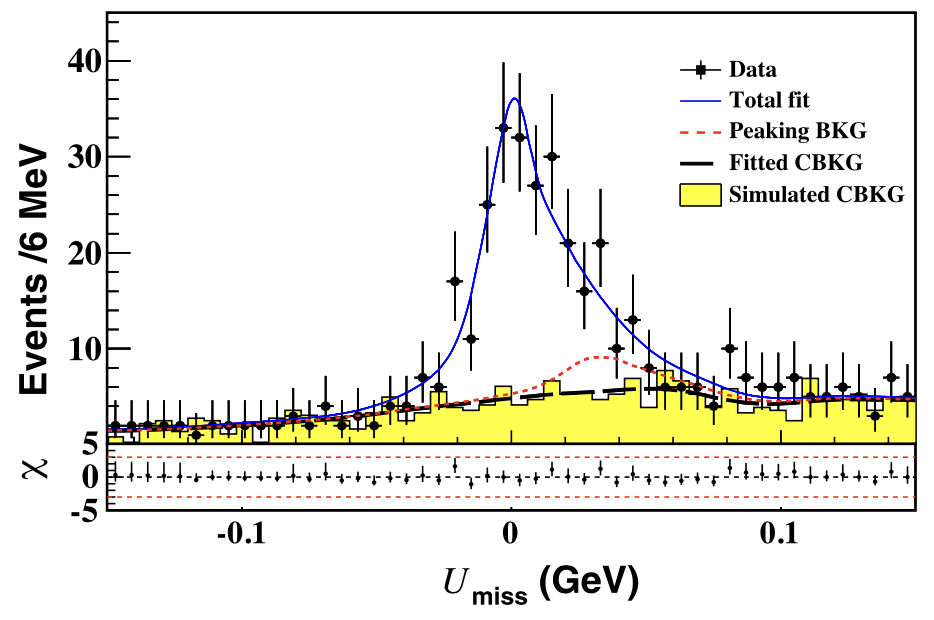 Events /6 MeV
40
30
20
10
Data
Total fit
Peaking BKG
Fitted CBKG
Simulated CBKG
χ
5
0
-5
-0.1
0
0.1
U miss (GeV)